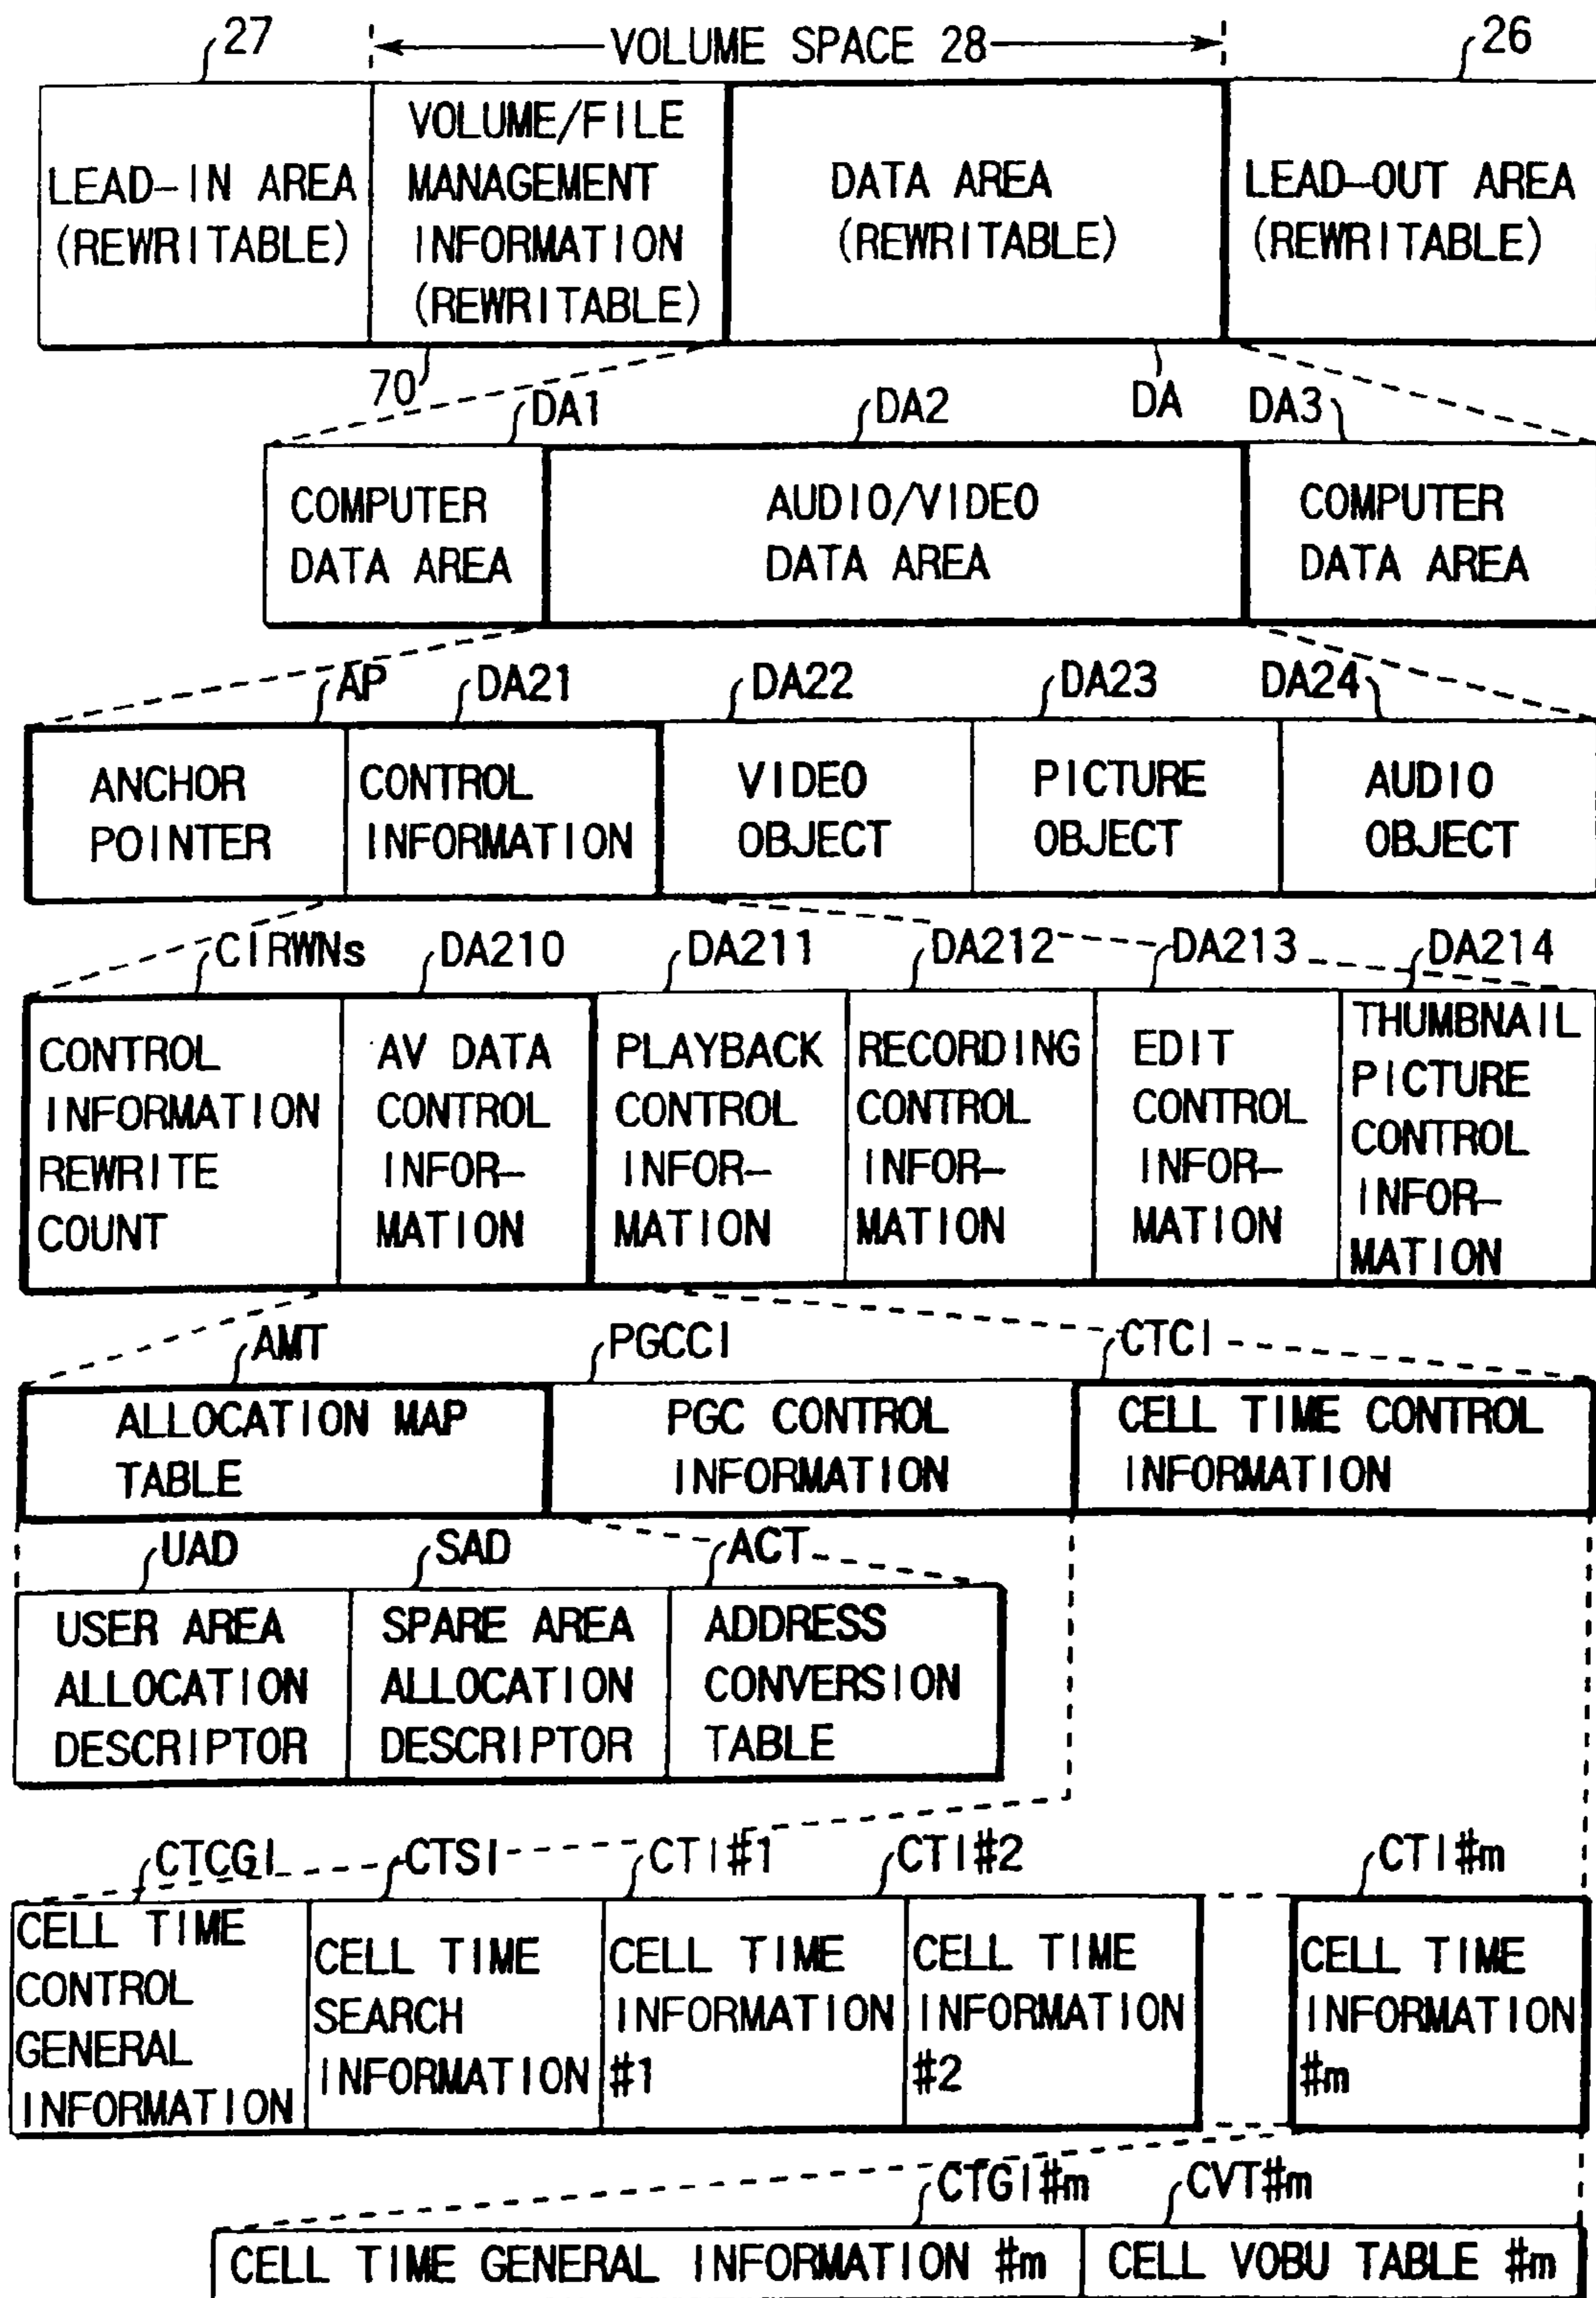 27
VOLUME SPACE 28
26
LEAD-IN AREA
(REWRITABLE)
VOLUME/FILE
MANAGEMENT
INFORMATION
(REWRITABLE)
DATA AREA
(REWRITABLE)
LEAD-OUT AREA
(REWRITABLE)
70
DA1
DA2
DA
DA3
COMPUTER
DATA AREA
AUDIO/VIDEO
DATA AREA
COMPUTER
DATA AREA
AP
DA21
DA22
DA23
DA24
ANCHOR
POINTER
CONTROL
INFORMATION
VIDEO
OBJECT
PICTURE
OBJECT
AUDIO
OBJECT
CIRWNs
DA210
DA211
DA212
DA213
DA214
CONTROL
INFORMATION
REWRITE
COUNT
AV DATA
CONTROL
INFOR-
MATION
PLAYBACK
CONTROL
INFOR-
MATION
RECORDING
CONTROL
INFOR-
MATION
EDIT
CONTROL
INFOR-
MATION
THUMBNAIL
PICTURE
CONTROL
INFOR-
MATION
AMT
PGCCI
CTCI
ALLOCATION MAP
TABLE
PGC CONTROL
INFORMATION
CELL TIME CONTROL
INFORMATION
UAD
SAD
ACT
USER AREA
ALLOCATION
DESCRIPTOR
SPARE AREA
ALLOCATION
DESCRIPTOR
ADDRESS
CONVERSION
TABLE
CTCGI
CTSI
CTI#1
CTI#2
CTI#m
CELL TIME
CONTROL
GENERAL
INFORMATION
CELL TIME
SEARCH
INFORMATION
CELL TIME
INFORMATION
#1
CELL TIME
INFORMATION
#2
CELL TIME
INFORMATION
#m
CTGI#m
CVT#m
CELL TIME GENERAL INFORMATION #m
CELL VOBU TABLE #m